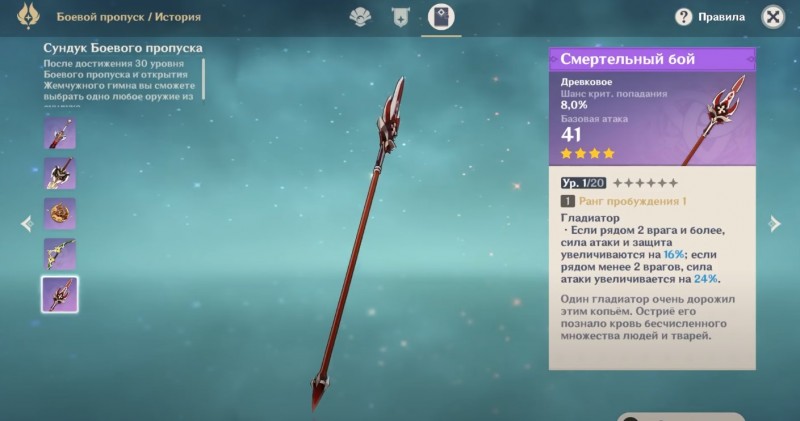 Боевой пропуск / История
Правила
Сундук Боевого пропуска
После достижения 30 уровня
Боевого пропуска и открытия
Жемчужного гимна вы сможете
выбрать одно любое оружие из
Смертельный бой
Древковое
Шанс крит. попадания
8,0%
Базовая атака
41
Ур. 1/20
1 Ранг пробуждения 1
Гладиатор
· Если рядом 2 врага и более,
сила атаки и защита
увеличиваются на 16%; если
рядом менее 2 врагов, сила
атаки увеличивается на 24%.
Один гладиатор очень дорожил
этим копьём. Остриё его
познало кровь бесчисленного
множества людей и тварей.